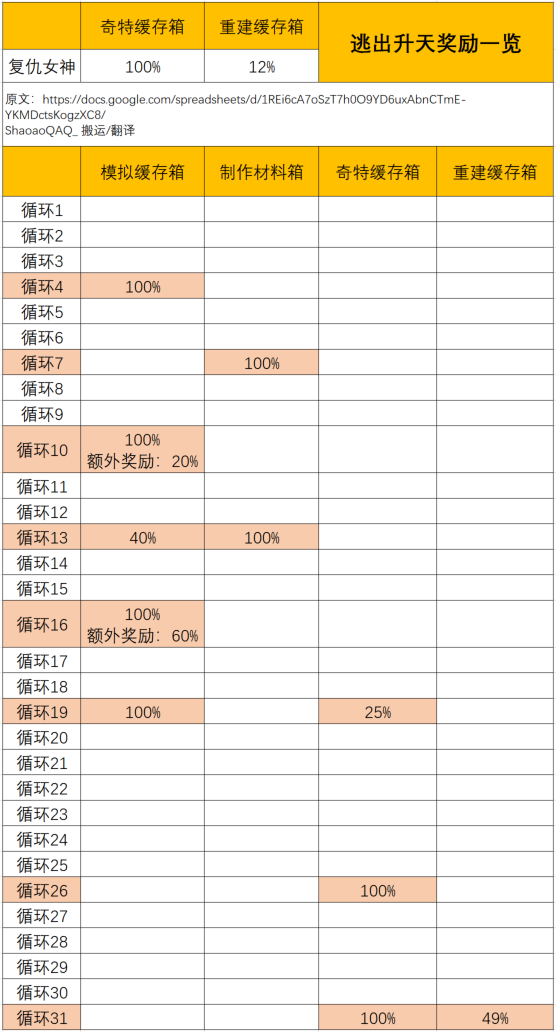 奇特缓存箱 重建缓存箱 逃出升天奖励一览
复仇女神 100% 12%
原文：https://docs.google.com/spreadsheets/d/1REi6cA7oSzT7h0O9YD6uxAbnCTmE-
YKMDctsKogzXC8/
ShaoaoQAQ_ 搬运/翻译
模拟缓存箱 制作材料箱 奇特缓存箱 重建缓存箱
循环1
循环2
循环3
循环4 100%
循环5
循环6
循环7 100%
循环8
循环9
循环10 100%
额外奖励：20%
循环11
循环12
循环13 40% 100%
循环14
循环15
循环16 100%
额外奖励：60%
循环17
循环18
循环19 100% 25%
循环20
循环21
循环22
循环23
循环24
循环25
循环26 100%
循环27
循环28
循环29
循环30
循环31 100% 49%